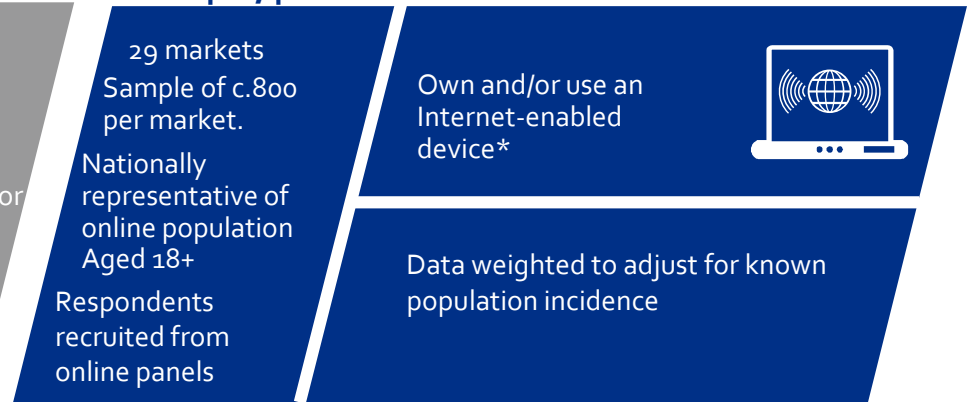 29 markets
Sample of c.800
per market.
Nationally
representative of
online population
Aged 18+
Respondents
recruited from
online panels
Own and/or use an
Internet-enabled
device*
Data weighted to adjust for known
population incidence
or